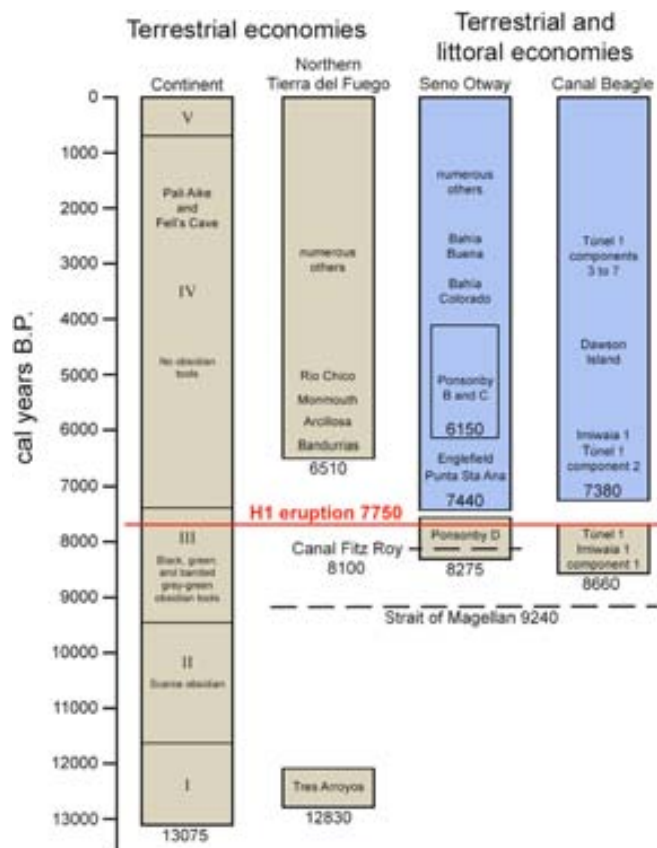 Terrestrial economies
Terrestrial and
littoral economies
Continent
Northern
Tierra del Fuego
Seno Otway
Canal Beagle
cal years B.P.
0
1000
2000
3000
4000
5000
6000
7000
8000
9000
10000
11000
12000
13000
V
Pali Aike
and
Fell's Cave
IV
No obsidian
tools
III
Black, green,
and banded
grey-green
obsidian tools
II
Scarse obsidian
I
13075
numerous
others
Rio Chico
Monmouth
Arcillosa
Bandurrias
6510
Tres Arroyos
12830
numerous
others
Bahía
Buena
Bahía
Colorado
Ponsonby
B and C
6150
Englefield
Punta Sta Ana
7440
Ponsonby D
8275
Túnel 1
components
3 to 7
Dawson
Island
Imiwaia 1
Túnel 1
component 2
7380
Túnel 1
Imiwaia 1
component 1
8660
H1 eruption 7750
Canal Fitz Roy
8100
Strait of Magellan 9240